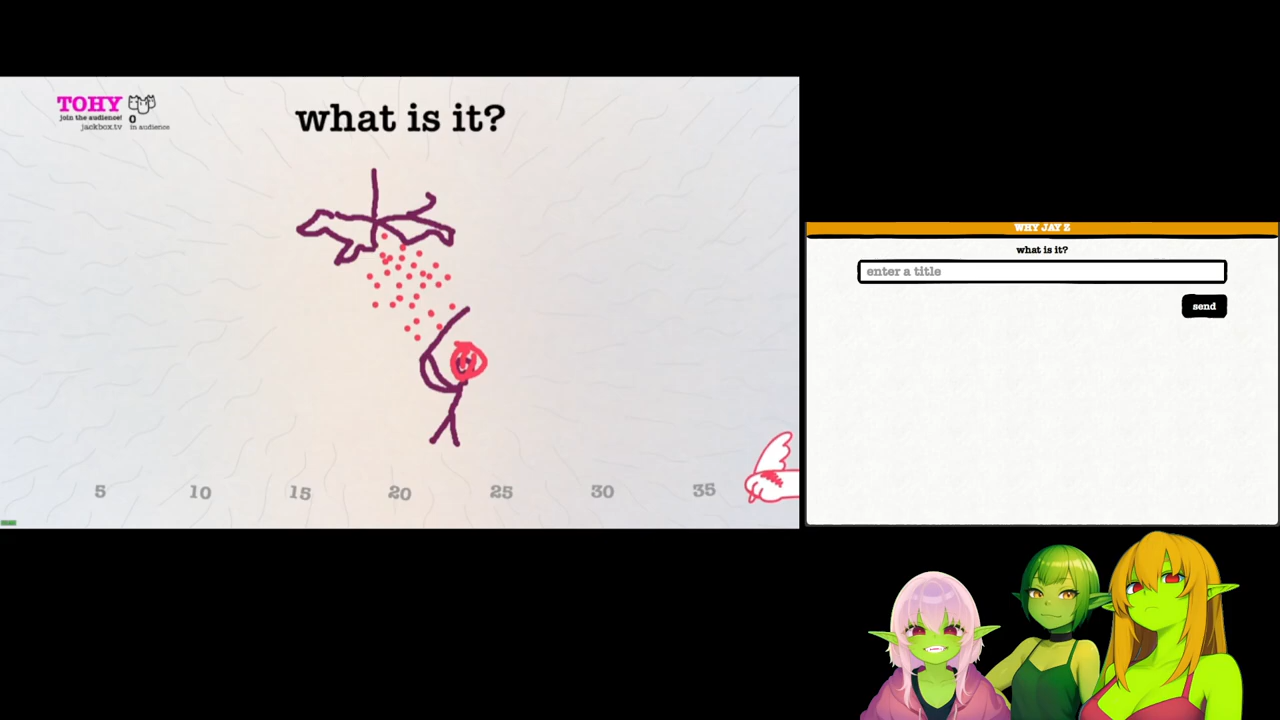 TOHY
join the audience!
jackbox.tv
0
in audience
what is it?
5 10 15 20 25 30 35
WHY JAY Z
what is it?
enter a title
send